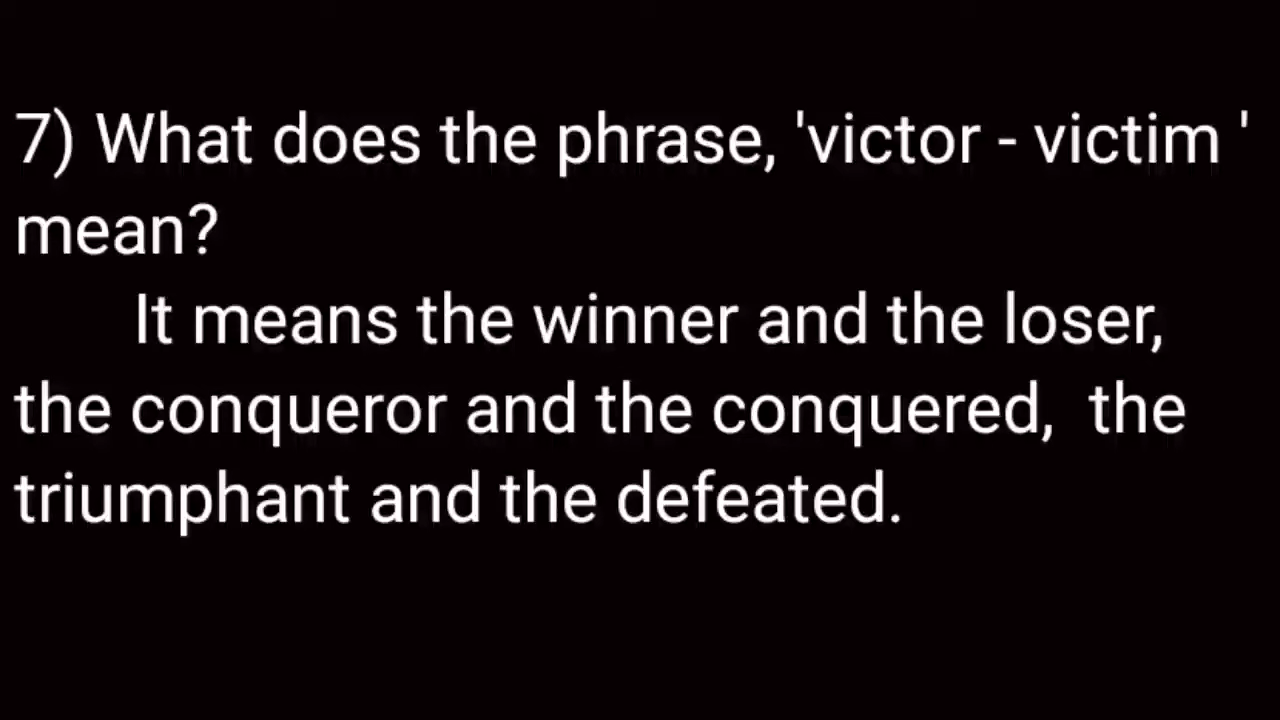 7) What does the phrase, 'victor - victim '
mean?
It means the winner and the loser,
the conqueror and the conquered,  the
triumphant and the defeated.